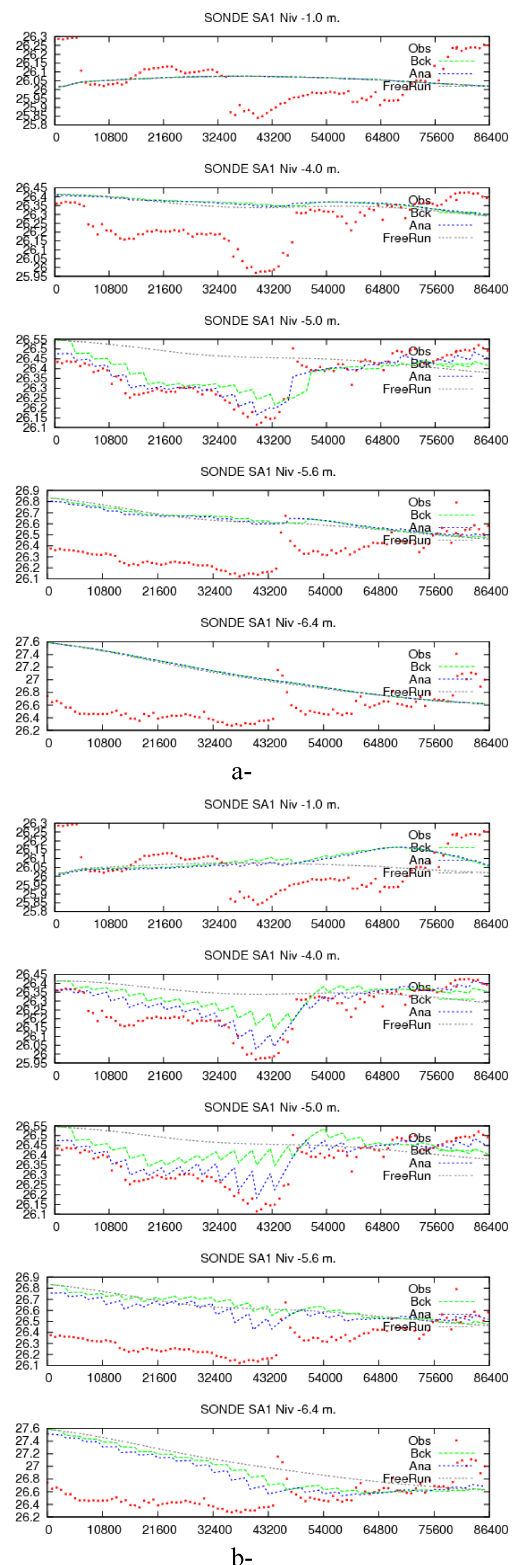 SONDE SA1 Niv -1.0 m.
26.3
26.25
26.2
26.15
26.1
26.05
26
25.95
25.9
25.85
25.8
Obs
Bck
Ana
FreeRun
0 10800 21600 32400 43200 54000 64800 75600 86400
SONDE SA1 Niv -4.0 m.
26.45
26.4
26.35
26.3
26.25
26.2
26.15
26.1
26.05
26
25.95
Obs
Bck
Ana
FreeRun
0 10800 21600 32400 43200 54000 64800 75600 86400
SONDE SA1 Niv -5.0 m.
26.55
26.5
26.45
26.4
26.35
26.3
26.25
26.2
26.15
26.1
Obs
Bck
Ana
FreeRun
0 10800 21600 32400 43200 54000 64800 75600 86400
SONDE SA1 Niv -5.6 m.
26.9
26.8
26.7
26.6
26.5
26.4
26.3
26.2
26.1
Obs
Bck
Ana
FreeRun
0 10800 21600 32400 43200 54000 64800 75600 86400
SONDE SA1 Niv -6.4 m.
27.6
27.4
27.2
27
26.8
26.6
26.4
26.2
Obs
Bck
Ana
FreeRun
0 10800 21600 32400 43200 54000 64800 75600 86400
a-
SONDE SA1 Niv -1.0 m.
26.3
26.25
26.2
26.15
26.1
26.05
26
25.95
25.9
25.85
25.8
Obs
Bck
Ana
FreeRun
0 10800 21600 32400 43200 54000 64800 75600 86400
SONDE SA1 Niv -4.0 m.
26.45
26.4
26.35
26.3
26.25
26.2
26.15
26.1
26.05
26
25.95
Obs
Bck
Ana
FreeRun
0 10800 21600 32400 43200 54000 64800 75600 86400
SONDE SA1 Niv -5.0 m.
26.55
26.5
26.45
26.4
26.35
26.3
26.25
26.2
26.15
26.1
Obs
Bck
Ana
FreeRun
0 10800 21600 32400 43200 54000 64800 75600 86400
SONDE SA1 Niv -5.6 m.
26.9
26.8
26.7
26.6
26.5
26.4
26.3
26.2
26.1
Obs
Bck
Ana
FreeRun
0 10800 21600 32400 43200 54000 64800 75600 86400
SONDE SA1 Niv -6.4 m.
27.6
27.4
27.2
27
26.8
26.6
26.4
26.2
Obs
Bck
Ana
FreeRun
0 10800 21600 32400 43200 54000 64800 75600 86400
b-